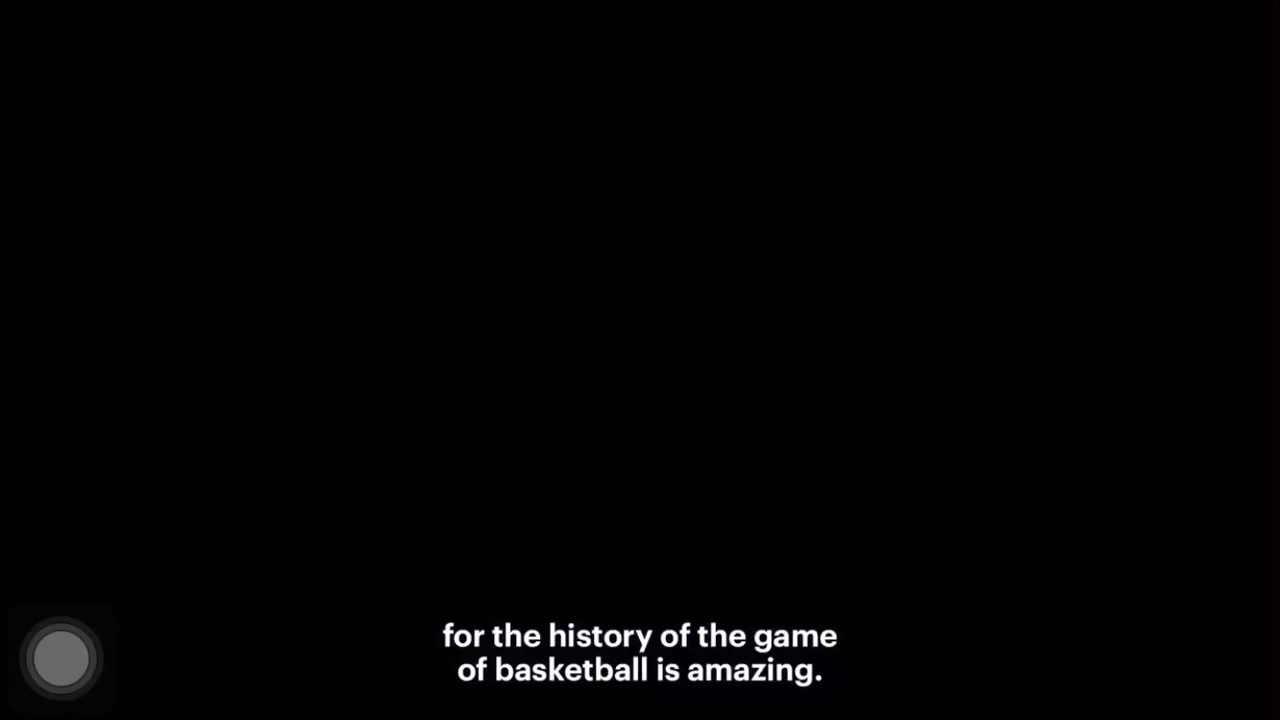 for the history of the game
of basketball is amazing.